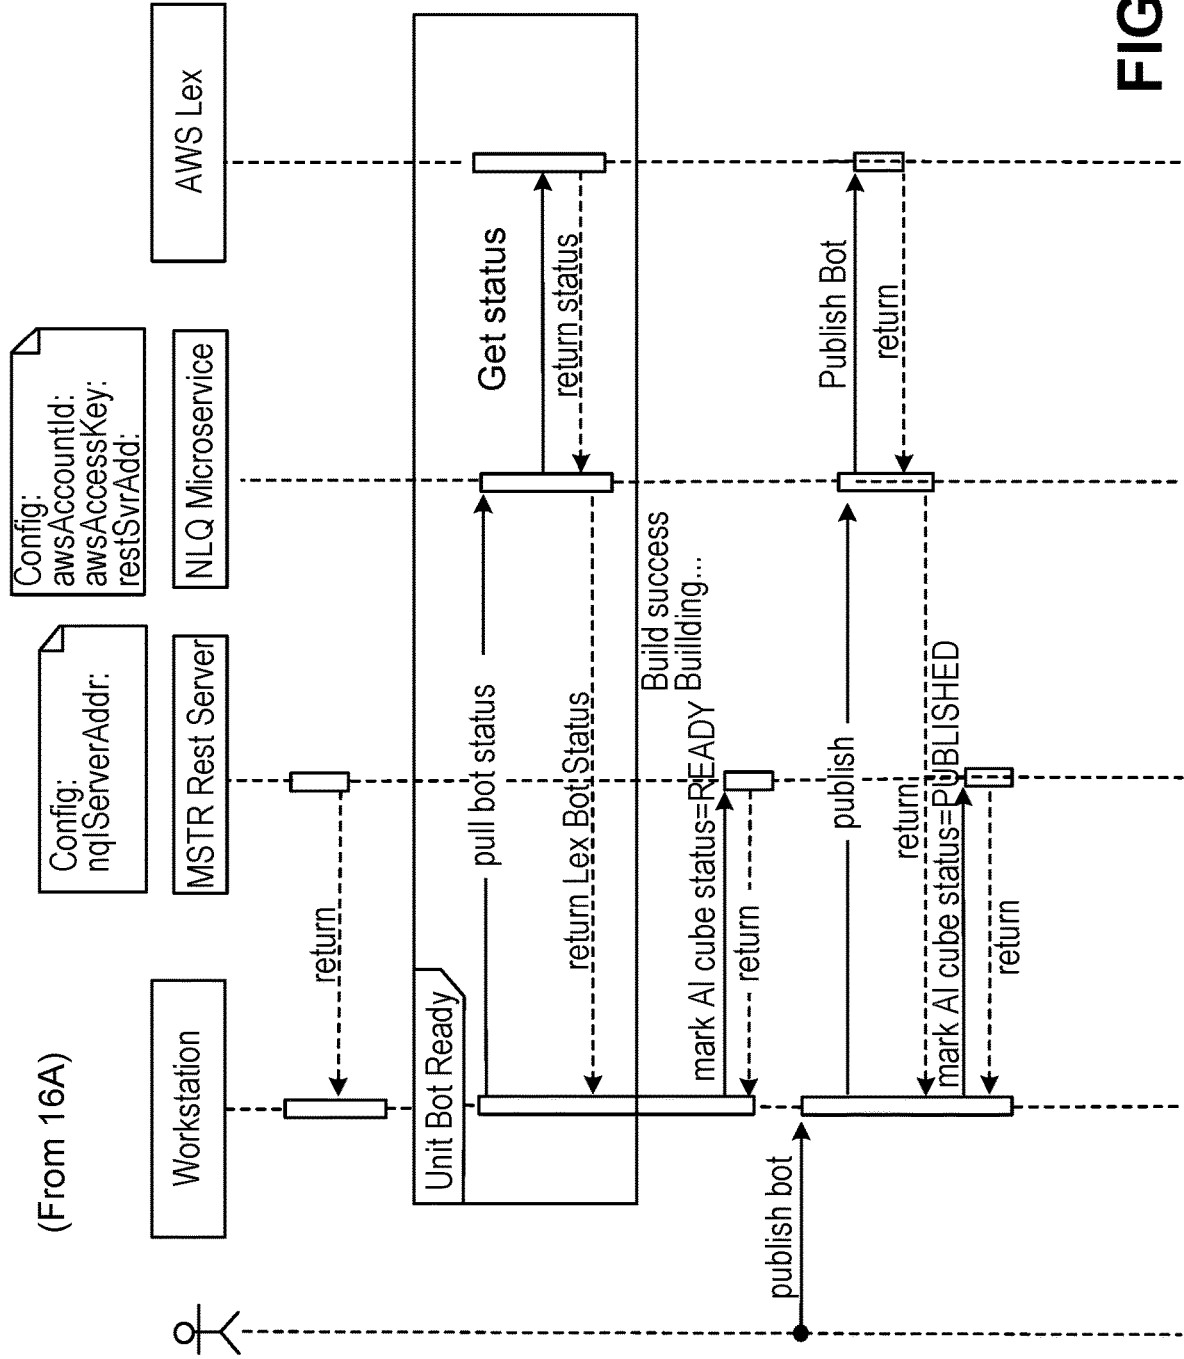 (From 16A)
Config:
nqlServerAddr:
Config:
awsAccountId:
awsAccessKey:
restSvrAdd:
Workstation
MSTR Rest Server
NLQ Microservice
AWS Lex
return
Unit Bot Ready
pull bot status
Get status
return status
return Lex Bot Status
Build success
Buillding...
mark AI cube status=READY
return
publish bot
publish
Publish Bot
return
return
mark AI cube status=PUBLISHED
return
FIG